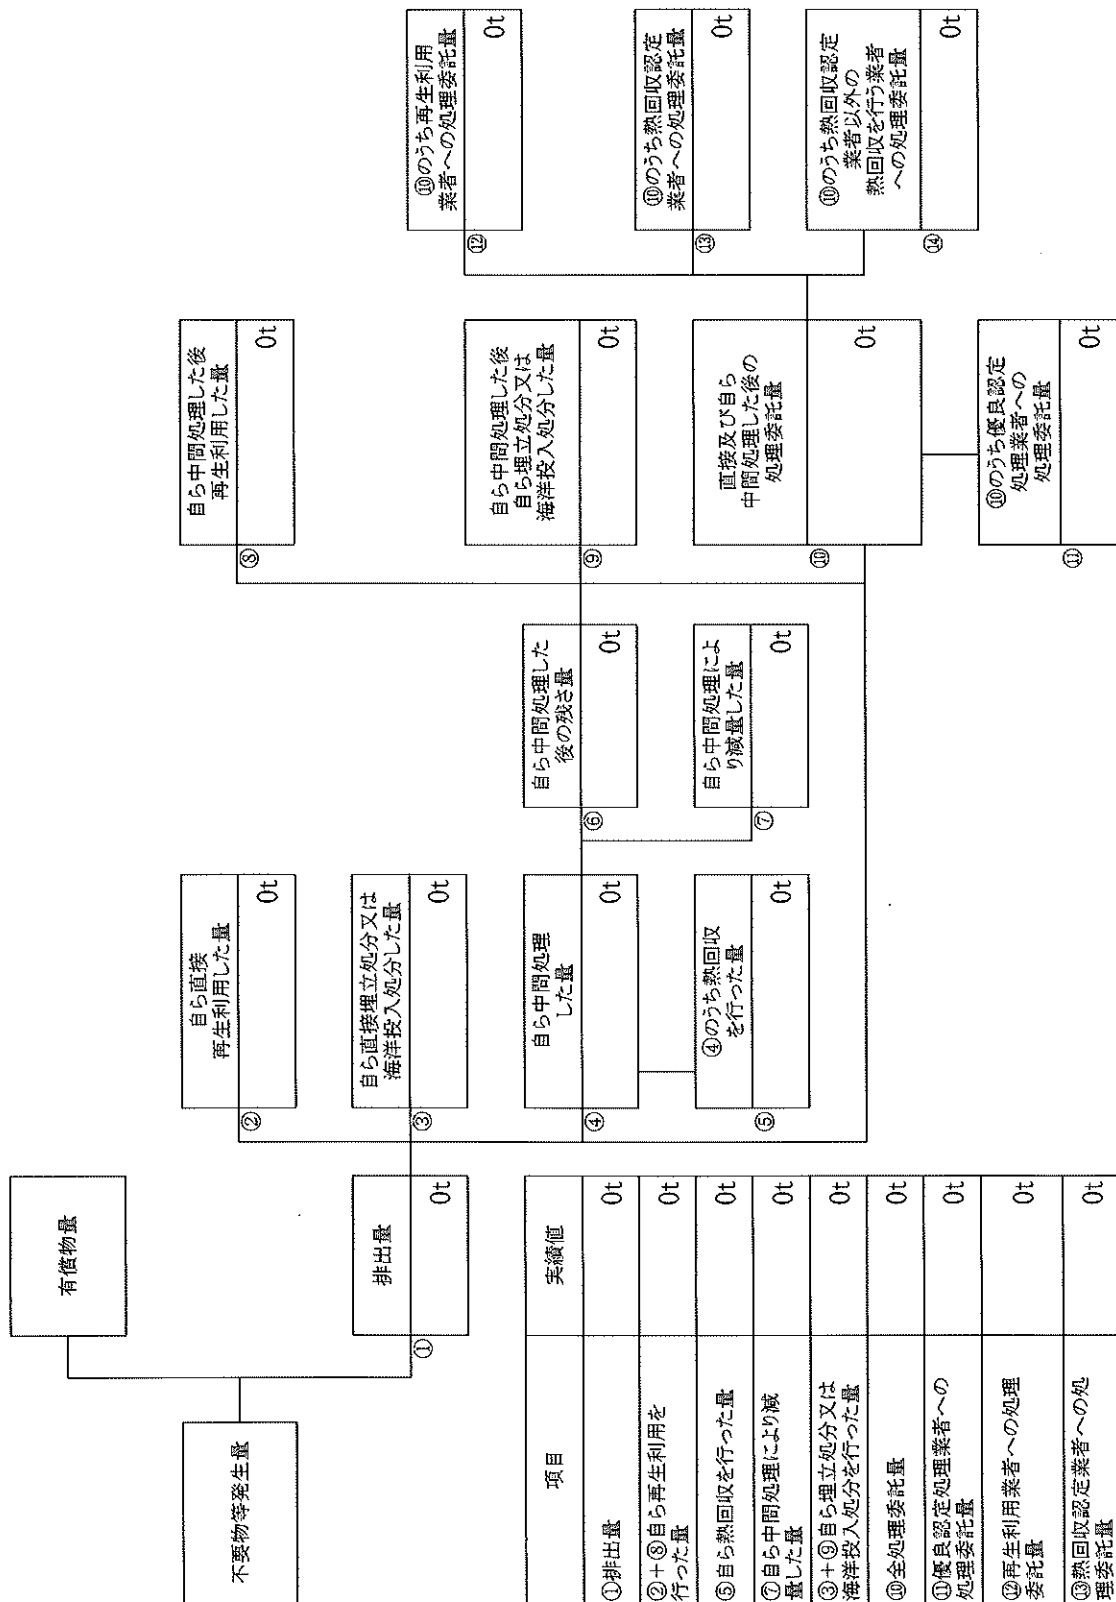 不要物等発生量
有償物量
排出量
①
0t
自ら直接
再生利用した量
②
0t
自ら直接埋立処分又は
海洋投入処分した量
③
0t
自ら中間処理
した量
④
0t
④のうち熱回収
を行った量
⑤
0t
自ら中間処理した
後の残さ量
⑥
0t
自ら中間処理によ
り減量した量
⑦
0t
自ら中間処理した後
再生利用した量
⑧
0t
自ら中間処理した後
自ら埋立処分又は
海洋投入処分した量
⑨
0t
直接及び自ら
中間処理した後の
処理委託量
⑩
0t
⑩のうち優良認定
処理業者への
処理委託量
⑪
0t
⑩のうち再生利用
業者への処理委託量
⑫
0t
⑩のうち熱回収認定
業者への処理委託量
⑬
0t
⑩のうち熱回収認定
業者以外の
熱回収を行う業者
への処理委託量
⑭
0t
項目 実績値
①排出量 0t
②+⑧自ら再生利用を
行った量 0t
⑤自ら熱回収を行った量 0t
⑦自ら中間処理により減
量した量 0t
③+⑨自ら埋立処分又は
海洋投入処分を行った量 0t
⑩全処理委託量 0t
⑪優良認定処理業者への
処理委託量 0t
⑫再生利用業者への処理
委託量 0t
⑬熱回収認定業者への処
理委託量 0t